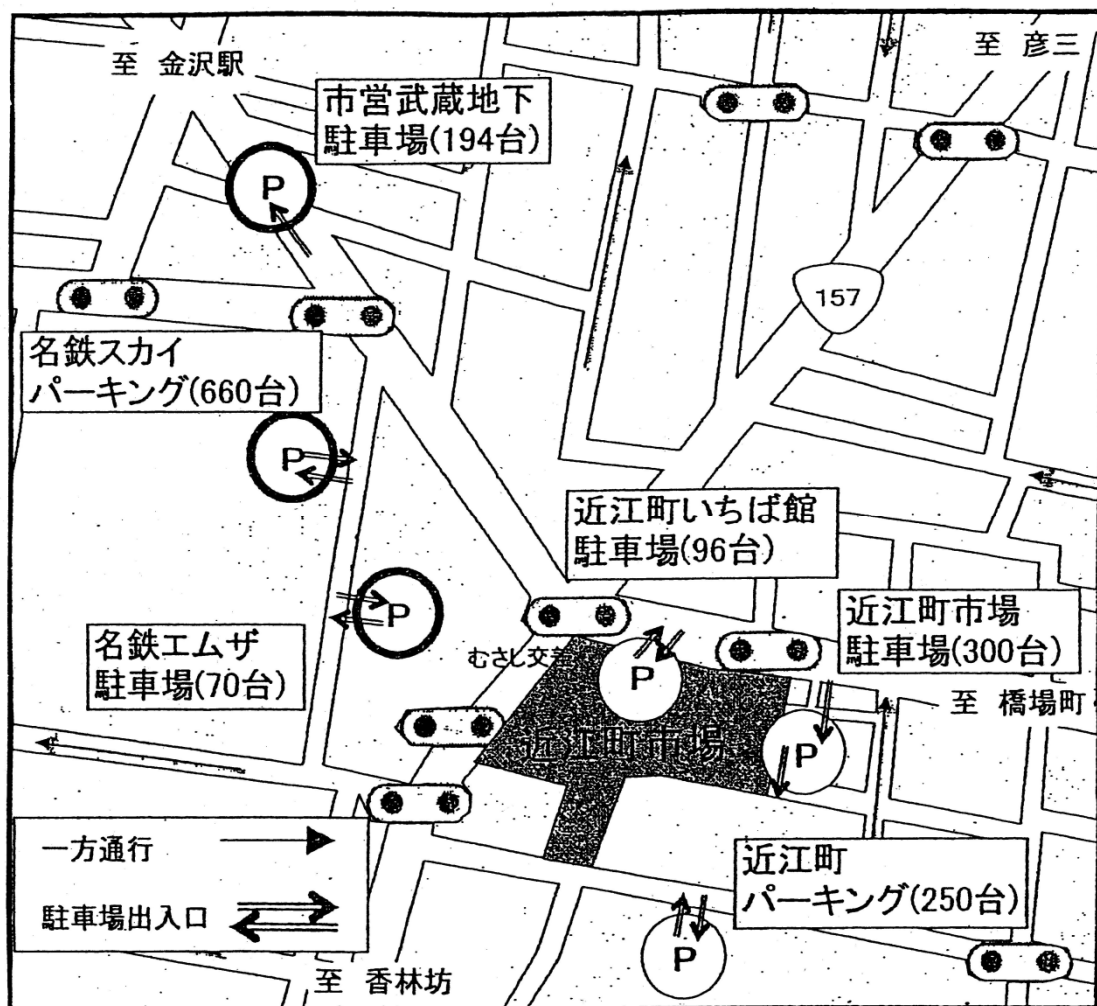 至 金沢駅
至 彦三
市営武蔵地下
駐車場(194台)
P
157
名鉄スカイ
パーキング(660台)
P
近江町いちば館
駐車場(96台)
近江町市場
駐車場(300台)
名鉄エムザ
駐車場(70台)
P
むさし交差
P
至 橋場町
近江町市場
P
一方通行
駐車場出入口
近江町
パーキング(250台)
P
至 香林坊